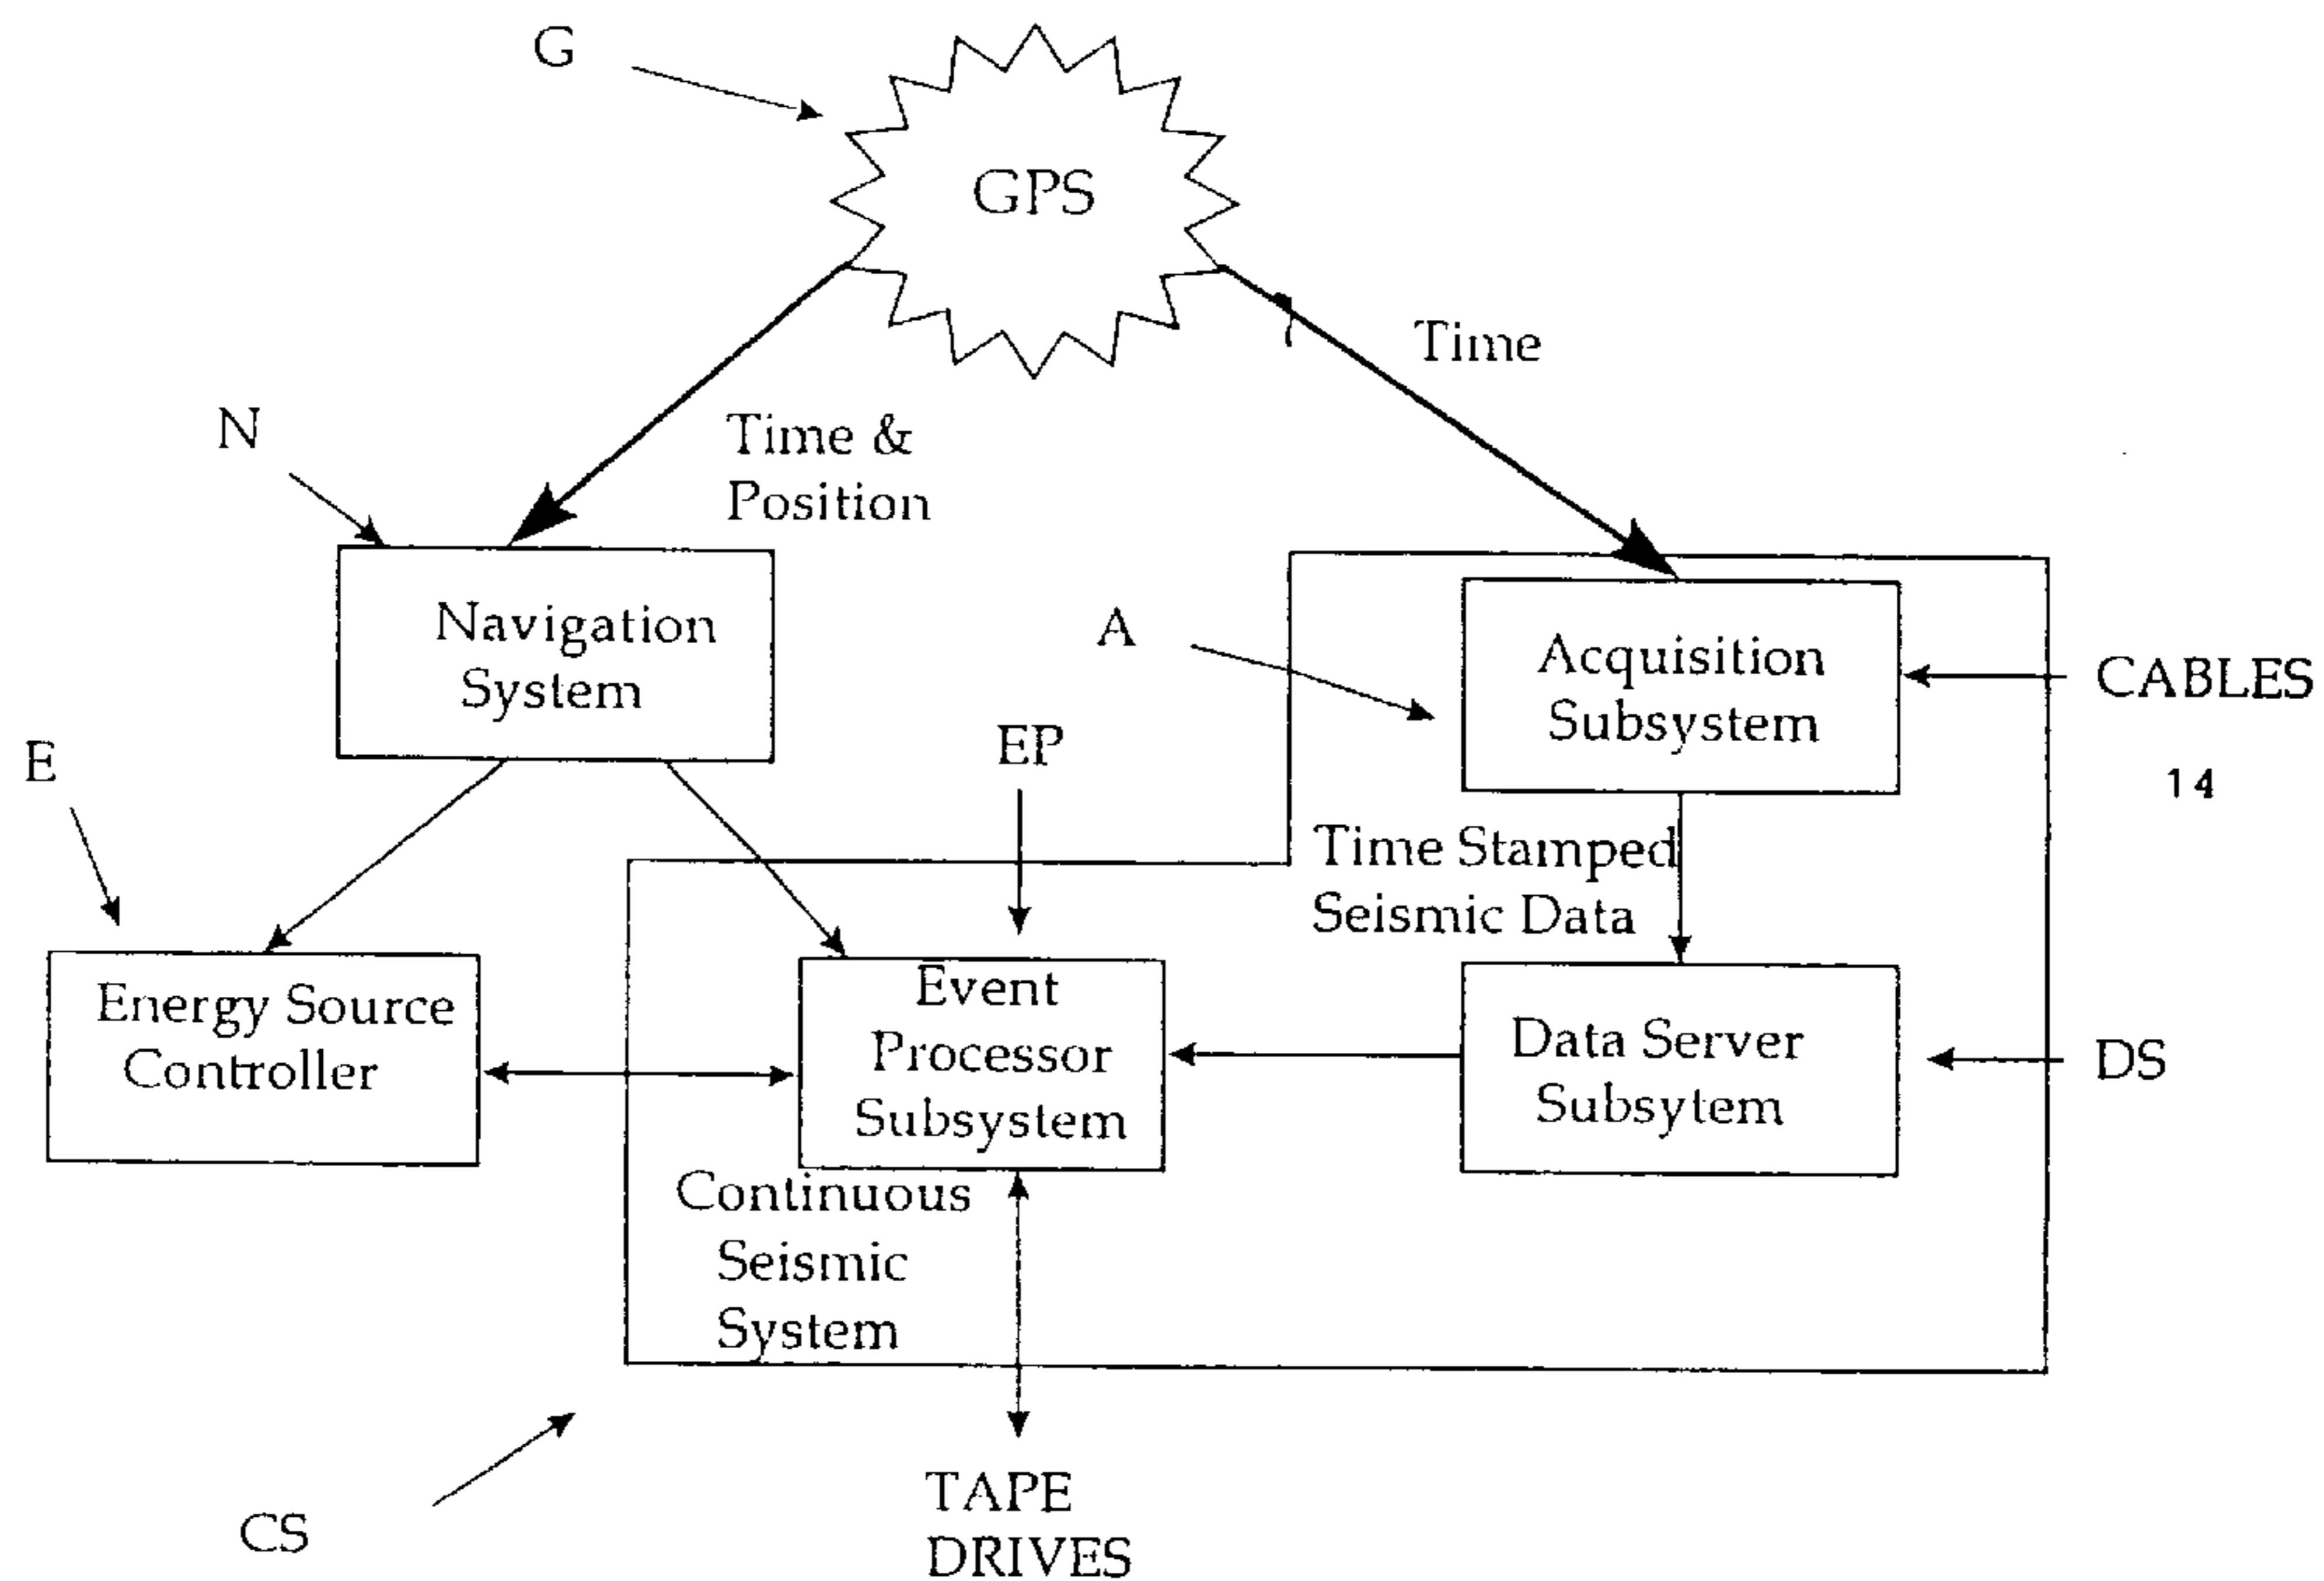 G
GPS
Time
N
Time &
Position
Navigation
System
A
Acquisition
Subsystem
CABLES
14
E
EP
Time Stamped
Seismic Data
Energy Source
Controller
Event
Processor
Subsystem
Data Server
Subsytem
DS
Continuous
Seismic
System
CS
TAPE
DRIVES